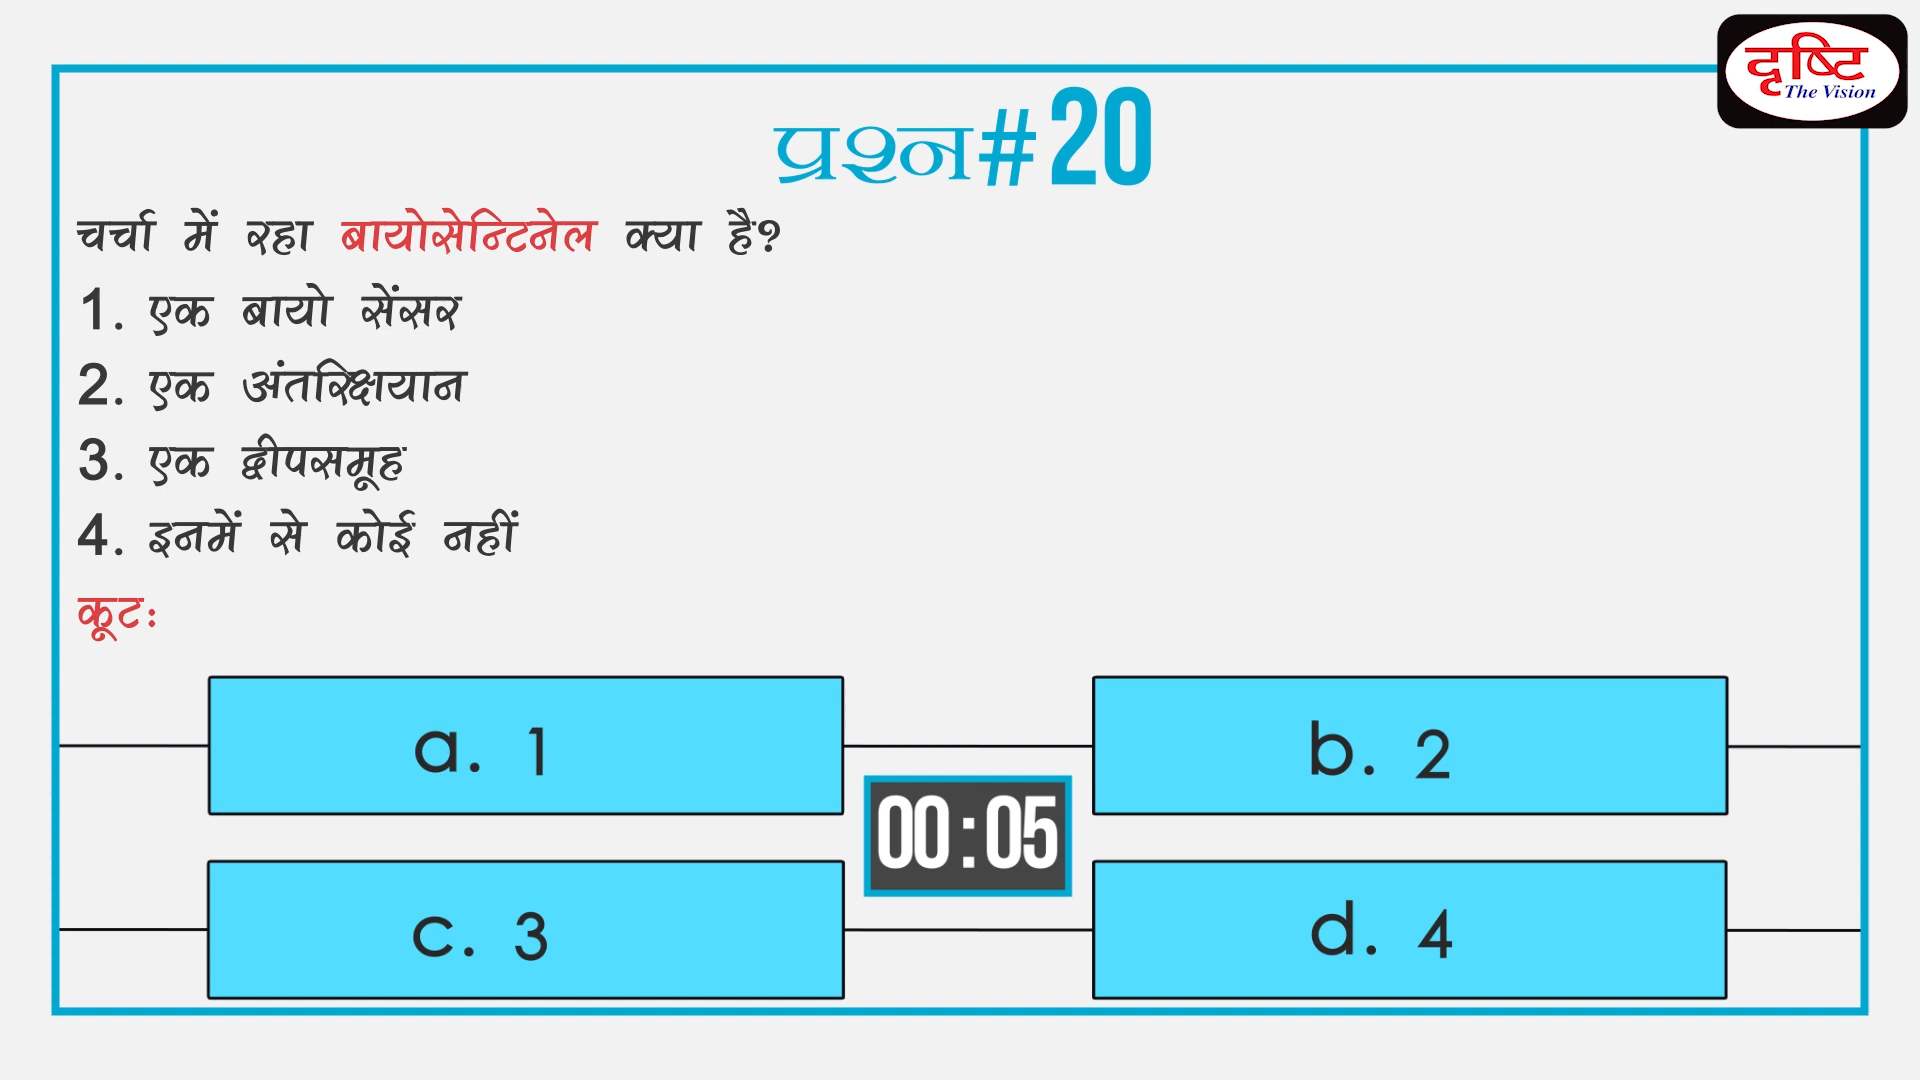 दृष्टि
The Vision
प्रश्न#20
चर्चा में रहा बायोसेन्टिनेल क्या है?
1. एक बायो सेंसर
2. एक अंतरिक्षयान
3. एक द्वीपसमूह
4. इनमें से कोई नहीं
कूटः
a. 1
b. 2
00:05
c. 3
d. 4